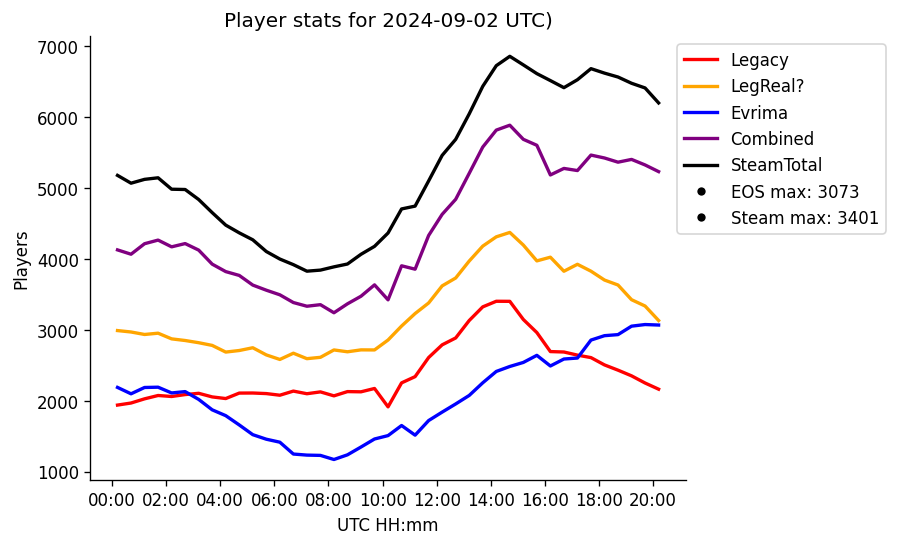 Player stats for 2024-09-02 UTC)
7000
6000
5000
4000
3000
2000
1000
Players
00:00 02:00 04:00 06:00 08:00 10:00 12:00 14:00 16:00 18:00 20:00
UTC HH:mm
Legacy
LegReal?
Evrima
Combined
SteamTotal
EOS max: 3073
Steam max: 3401